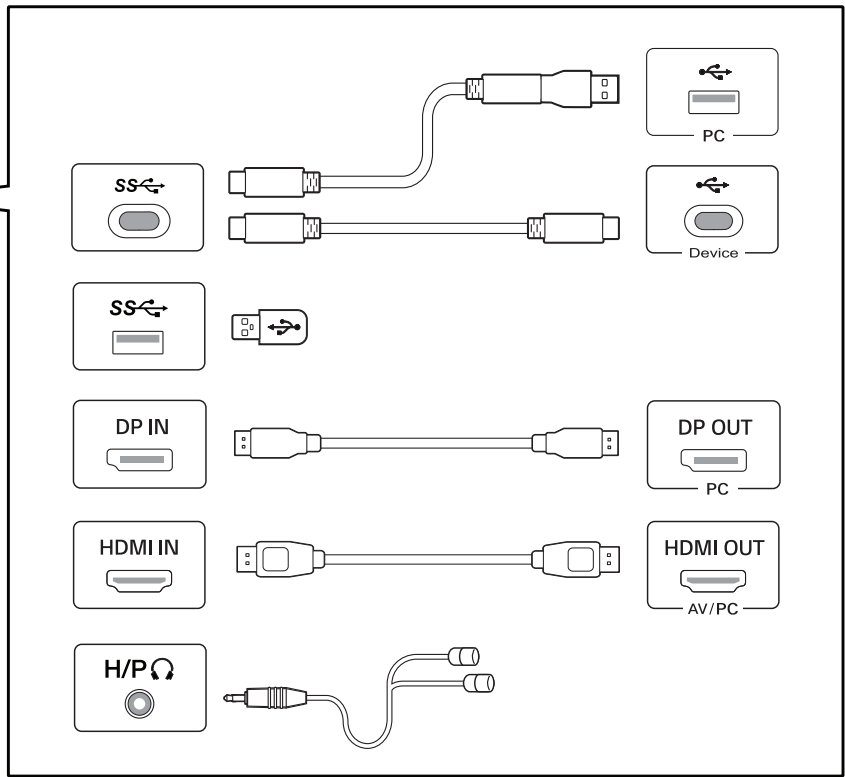 PC
SS
Device
SS
DP IN
DP OUT
PC
HDMI IN
HDMI OUT
AV/PC
H/P